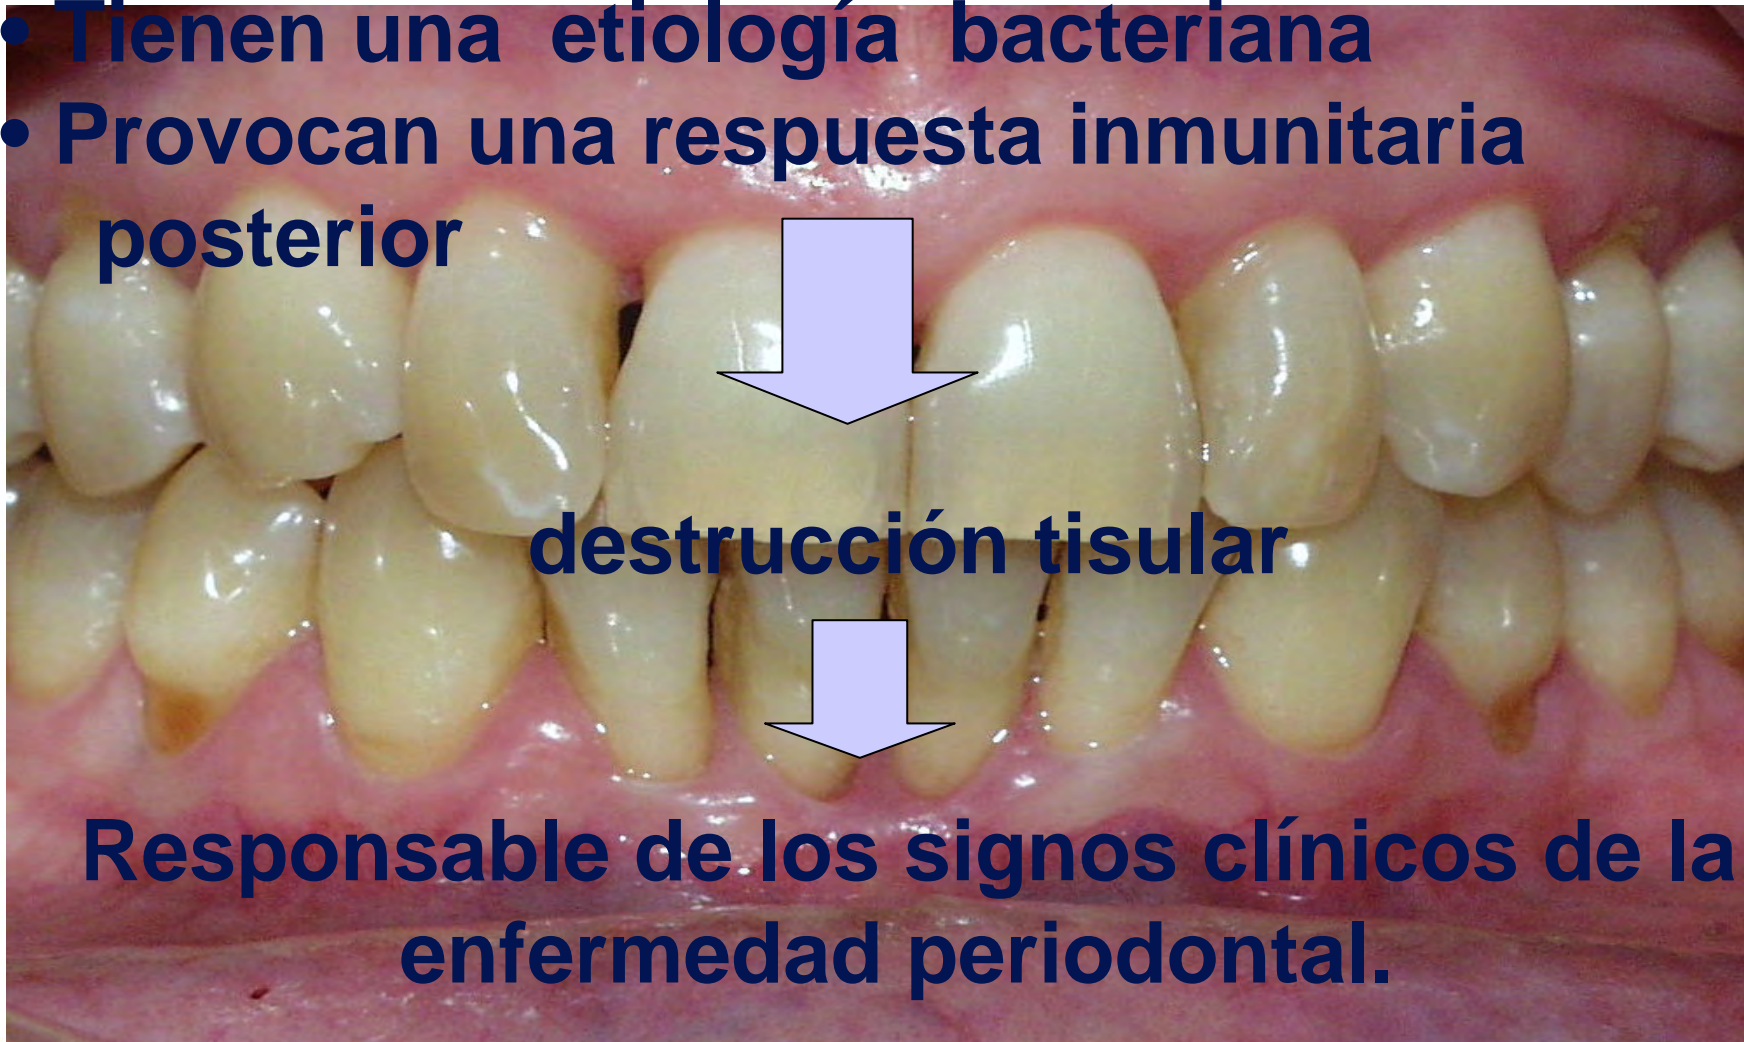 • Tienen una etiología bacteriana
• Provocan una respuesta inmunitaria
posterior
destrucción tisular
Responsable de los signos clínicos de la
enfermedad periodontal.